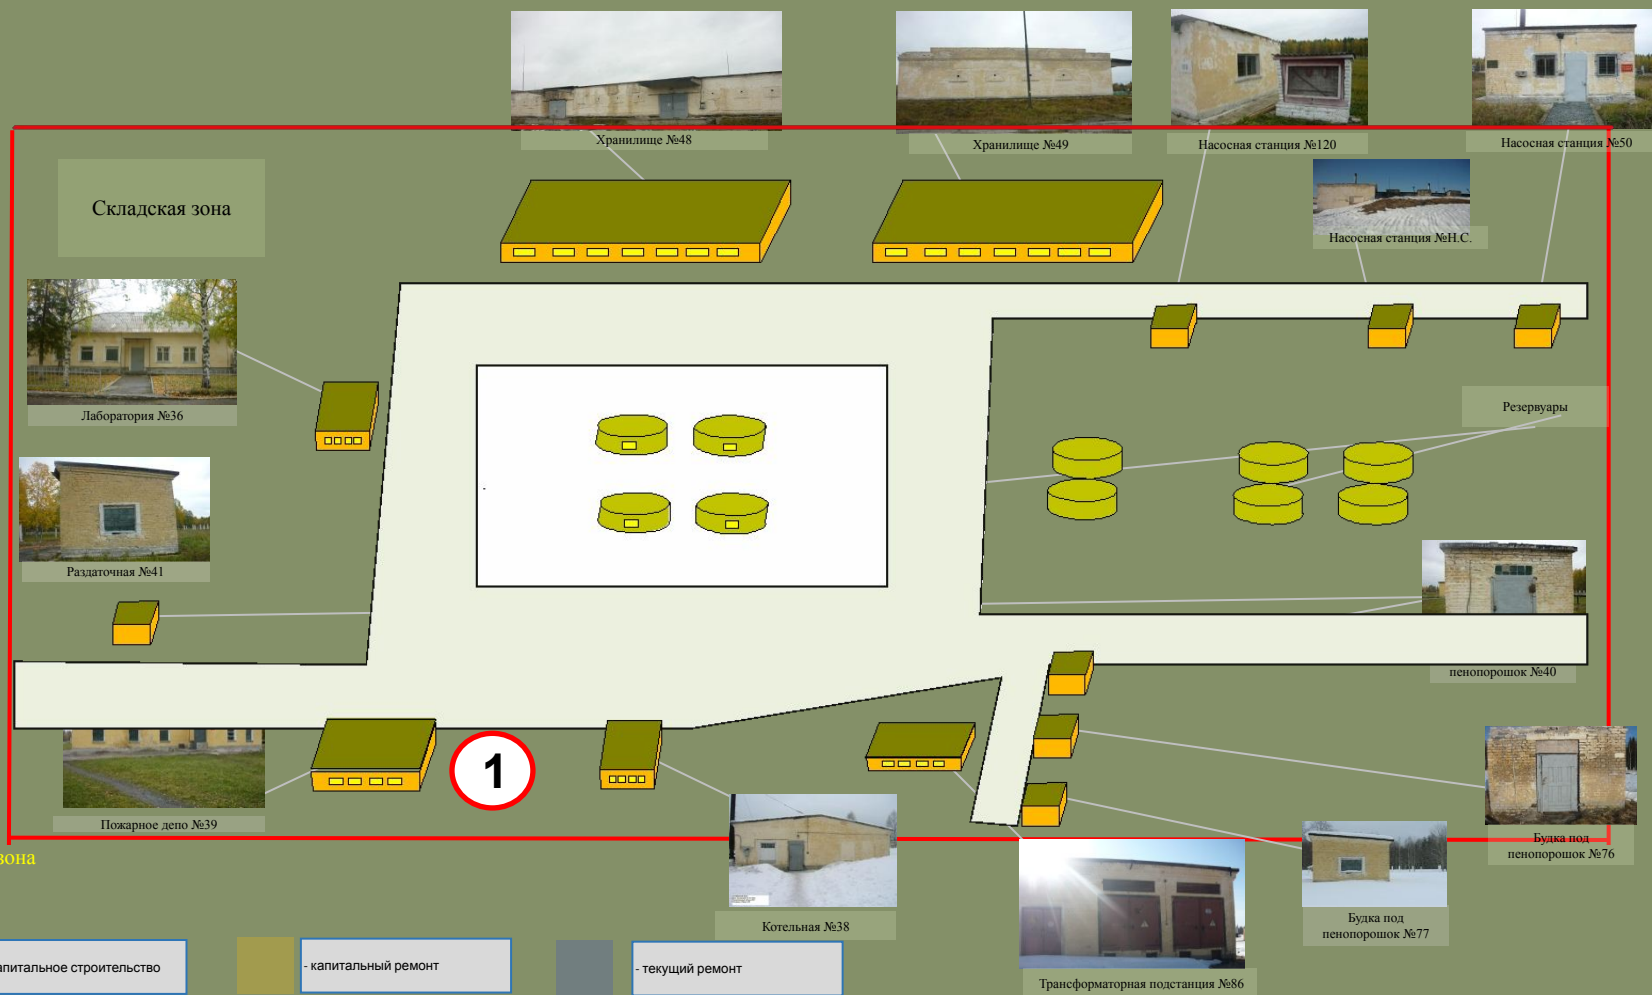 Хранилище №48
Хранилище №49
Насосная станция №120
Насосная станция №50
Складская зона
Насосная станция №Н.С.
Лаборатория №36
Резервуары
Раздаточная №41
пенопорошок №40
1
Пожарное депо №39
Будка под
пенопорошок №76
зона
Котельная №38
Будка под
пенопорошок №77
апитальное строительство
- капитальный ремонт
- текущий ремонт
Трансформаторная подстанция №86